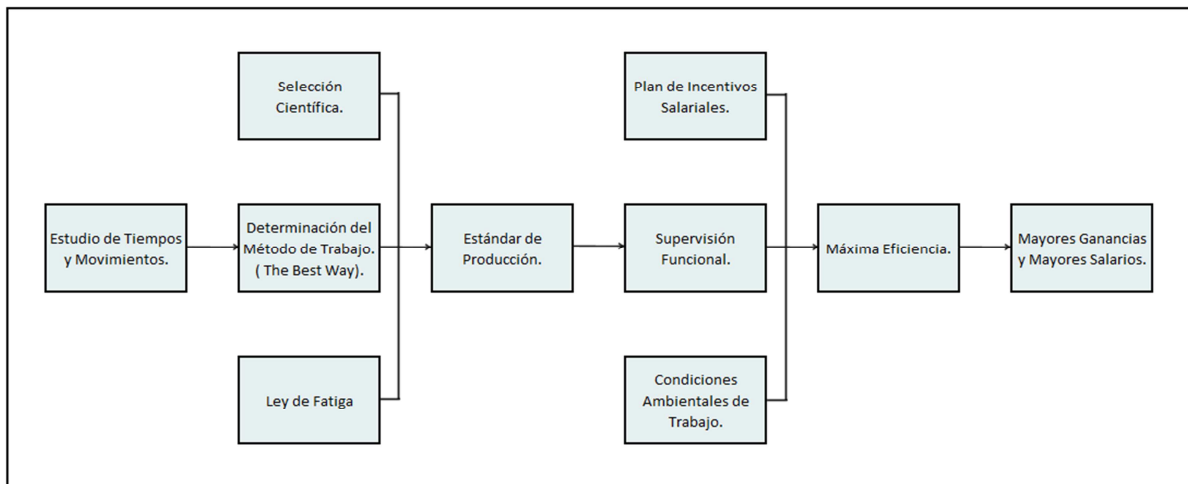 Selección
Científica.
Plan de Incentivos
Salariales.
Estudio de Tiempos
y Movimientos.
Determinación del
Método de Trabajo.
( The Best Way).
Estándar de
Producción.
Supervisión
Funcional.
Máxima Eficiencia.
Mayores Ganancias
y Mayores Salarios.
Ley de Fatiga
Condiciones
Ambientales de
Trabajo.